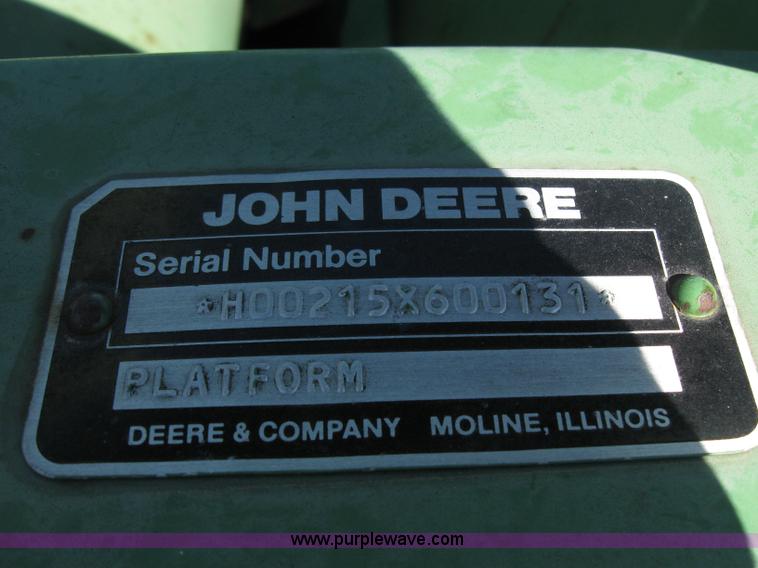 JOHN DEERE
Serial Number
*H00215X600131*
PLATFORM
DEERE & COMPANY MOLINE, ILLINOIS
www.purplewave.com